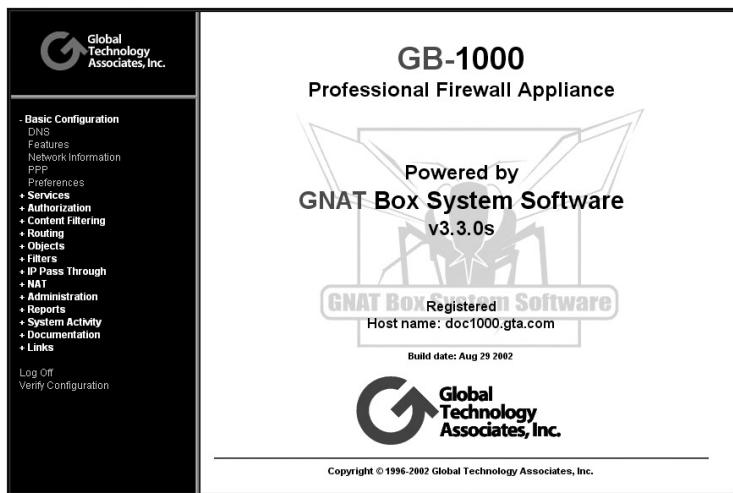 Global
Technology
Associates, Inc.
- Basic Configuration
DNS
Features
Network Information
PPP
Preferences
+ Services
+ Authorization
+ Content Filtering
+ Routing
+ Objects
+ Filters
+ IP Pass Through
+ NAT
+ Administration
+ Reports
+ System Activity
+ Documentation
+ Links
Log Off
Verify Configuration
GB-1000
Professional Firewall Appliance
Powered by
GNAT Box System Software
v3.3.0s
GNAT Box System Software
Registered
Host name: doc1000.gta.com
Build date: Aug 29 2002
Global
Technology
Associates, Inc.
Copyright © 1996-2002 Global Technology Associates, Inc.